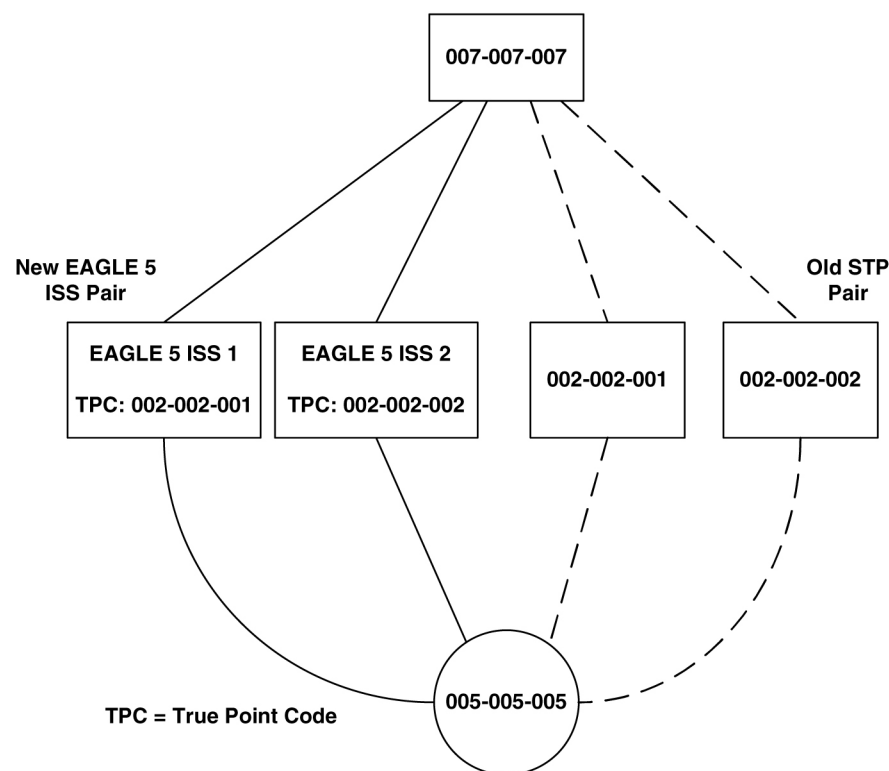 007-007-007
New EAGLE 5
ISS Pair
Old STP
Pair
EAGLE 5 ISS 1
TPC: 002-002-001
EAGLE 5 ISS 2
TPC: 002-002-002
002-002-001
002-002-002
005-005-005
TPC = True Point Code